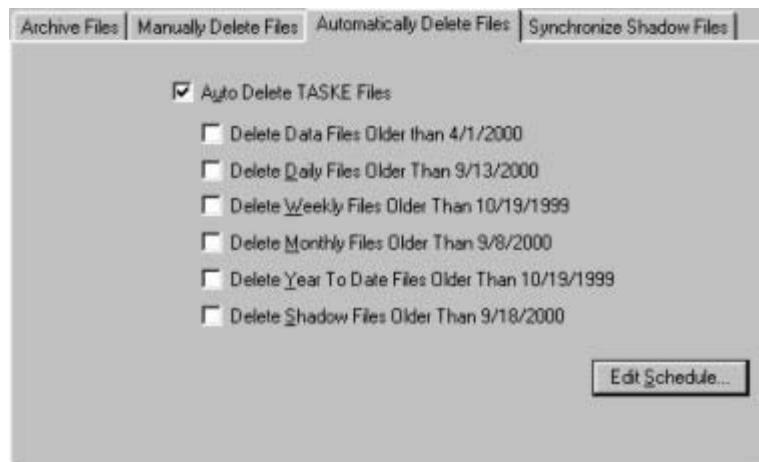 Archive Files Manually Delete Files Automatically Delete Files Synchronize Shadow Files
Auto Delete TASKE Files
Delete Data Files Older than 4/1/2000
Delete Daily Files Older Than 9/13/2000
Delete Weekly Files Older Than 10/19/1999
Delete Monthly Files Older Than 9/8/2000
Delete Year To Date Files Older Than 10/19/1999
Delete Shadow Files Older Than 9/18/2000
Edit Schedule...